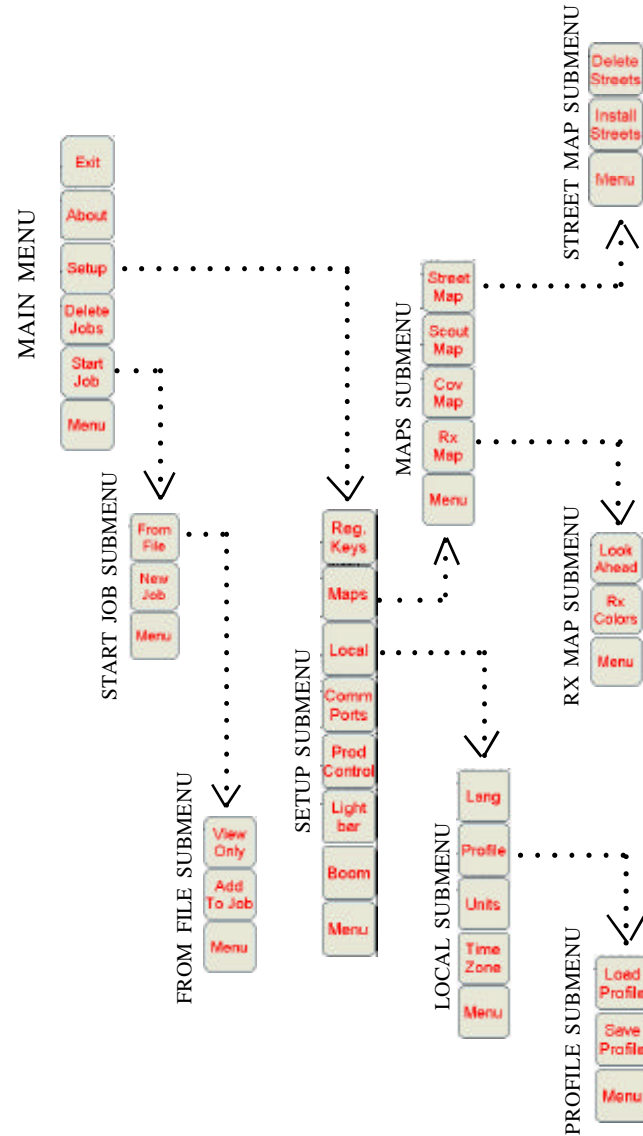 MAIN MENU
Exit
About
Setup
Delete
Jobs
Start
Job
Menu
START JOB SUBMENU
From
File
New
Job
Menu
FROM FILE SUBMENU
View
Only
Add
To Job
Menu
SETUP SUBMENU
Reg.
Keys
Maps
Local
Comm
Ports
Prod
Control
Light
bar
Boom
Menu
MAPS SUBMENU
Street
Map
Scout
Map
Cov
Map
Rx
Map
Menu
STREET MAP SUBMENU
Delete
Streets
Install
Streets
Menu
RX MAP SUBMENU
Look
Ahead
Rx
Colors
Menu
LOCAL SUBMENU
Lang
Profile
Units
Time
Zone
Menu
PROFILE SUBMENU
Load
Profile
Save
Profile
Menu